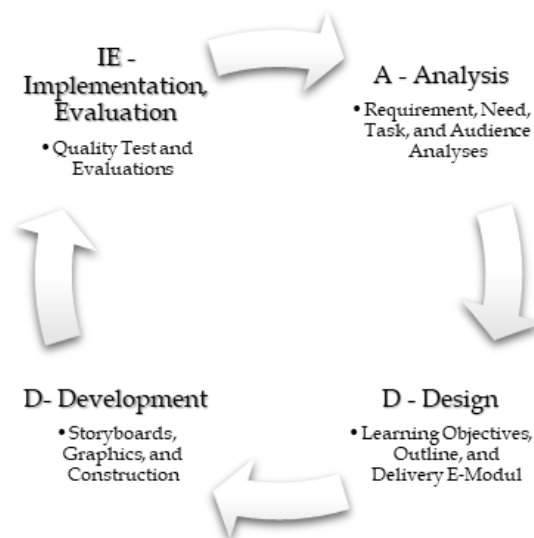 IE -
Implementation,
Evaluation
• Quality Test and
Evaluations
A - Analysis
• Requirement, Need,
Task, and Audience
Analyses
D - Design
• Learning Objectives,
Outline, and
Delivery E-Modul
D- Development
• Storyboards,
Graphics, and
Construction